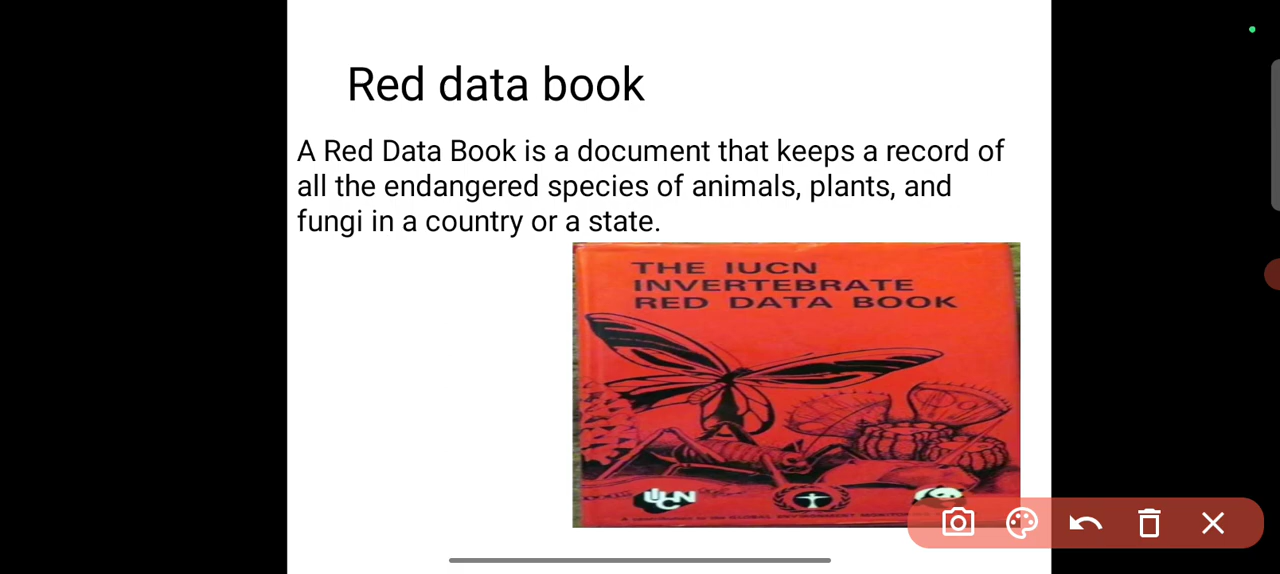 Red data book
A Red Data Book is a document that keeps a record of
all the endangered species of animals, plants, and
fungi in a country or a state.
THE IUCN
INVERTEBRATE
RED DATA BOOK
IUCN